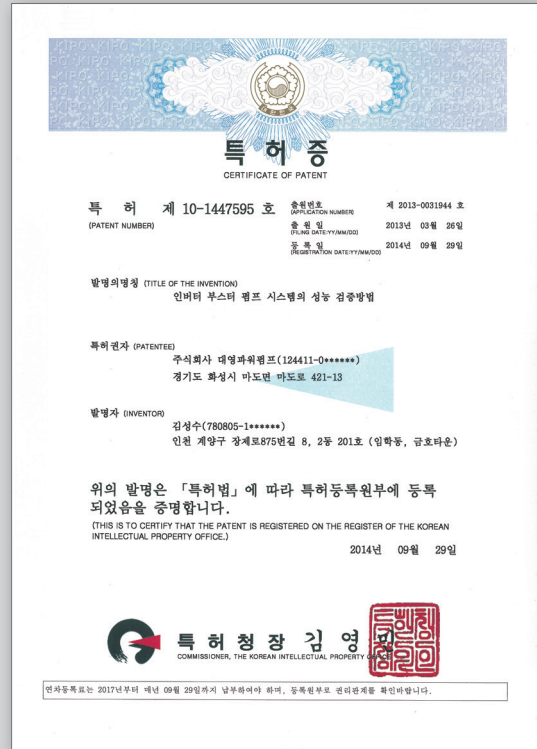 특허증
CERTIFICATE OF PATENT
특 허 제 10-1447595 호
(PATENT NUMBER)
출원번호 제 2013-0031944 호
(APPLICATION NUMBER)
출 원 일 2013년 03월 26일
(FILING DATE:YY/MM/DD)
등 록 일 2014년 09월 29일
(REGISTRATION DATE:YY/MM/DD)
발명의명칭 (TITLE OF THE INVENTION)
인버터 부스터 펌프 시스템의 성능 검증방법
특허권자 (PATENTEE)
주식회사 대영파워펌프(124411-0******)
경기도 화성시 마도면 마도로 421-13
발명자 (INVENTOR)
김성수(780805-1******)
인천 계양구 장제로875번길 8, 2동 201호 (임학동, 금호타운)
위의 발명은 「특허법」에 따라 특허등록원부에 등록
되었음을 증명합니다.
(THIS IS TO CERTIFY THAT THE PATENT IS REGISTERED ON THE REGISTER OF THE KOREAN
INTELLECTUAL PROPERTY OFFICE.)
2014년 09월 29일
특허청장 김영민
COMMISSIONER, THE KOREAN INTELLECTUAL PROPERTY OFFICE
연차등록료는 2017년부터 매년 09월 29일까지 납부하여야 하며, 등록원부로 권리관계를 확인바랍니다.